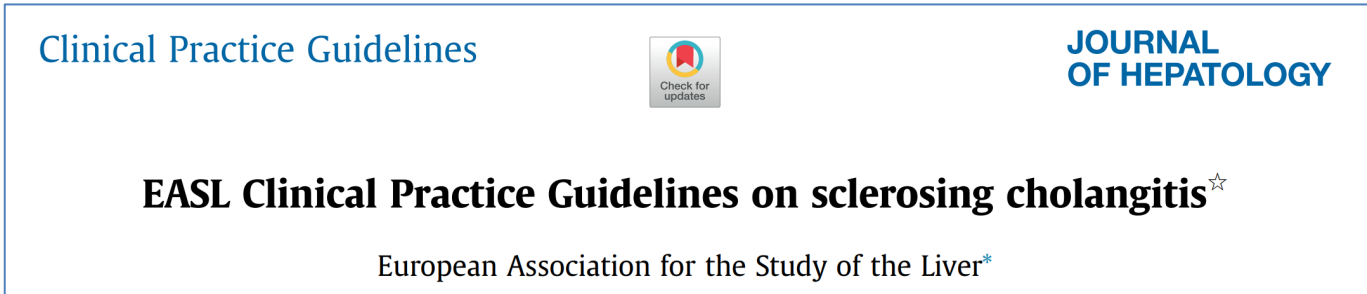 Clinical Practice Guidelines
Check for
updates
JOURNAL
OF HEPATOLOGY
EASL Clinical Practice Guidelines on sclerosing cholangitis☆
European Association for the Study of the Liver*